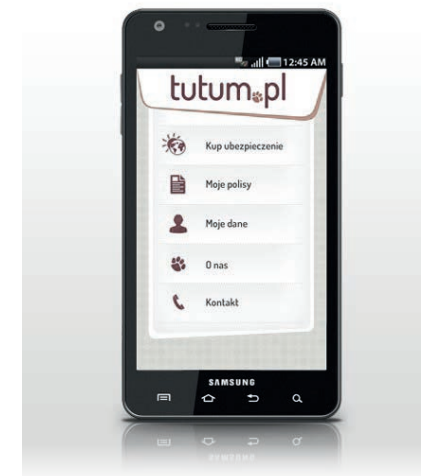 12:45 AM
tutum.pl
Kup ubezpieczenie
Moje polisy
Moje dane
O nas
Kontakt
SAMSUNG